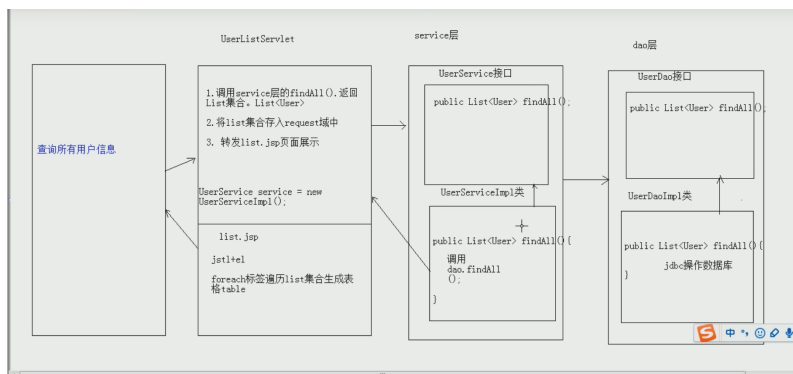 UserListServlet
service层
dao层
查询所有用户信息
1.调用service层的findAll().返回
List集合。List<User>
2.将list集合存入request域中
3. 转发list.jsp页面展示
UserService service = new
UserServiceImpl();
list.jsp
jstl+el
foreach标签遍历list集合生成表
格table
UserService接口
public List<User> findAll();
UserServiceImpl类
public List<User> findAll(){
调用
dao.findAll
();
}
UserDao接口
public List<User> findAll();
UserDaoImpl类
public List<User> findAll(){
jdbc操作数据库
}
S 中